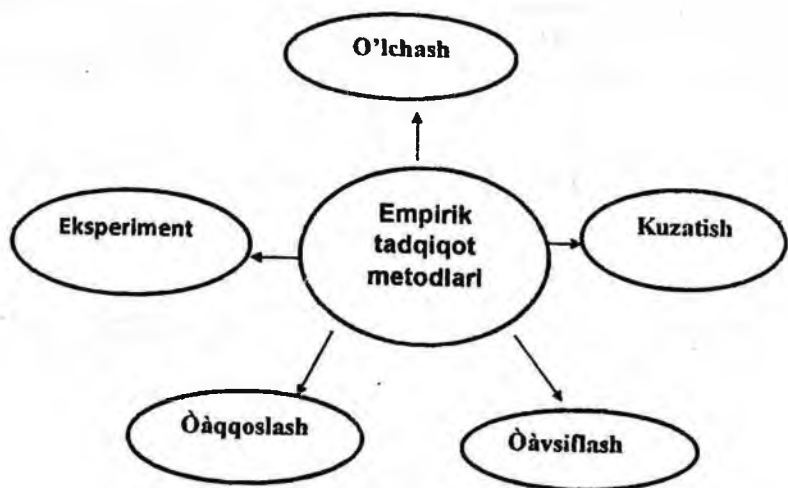 O'lchash
Eksperiment
Empirik
tadqiqot
metodlari
Kuzatish
Òàqqoslash
Òàvsiflash